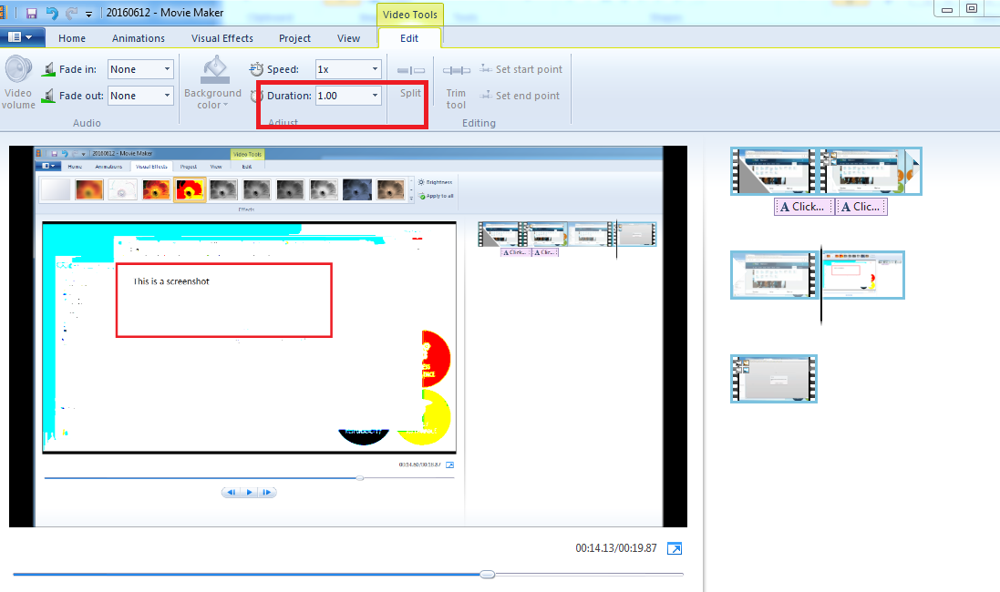 20160612 - Movie Maker
Video Tools
Home Animations Visual Effects Project View Edit
Fade in: None Speed: 1x Set start point
Video volume Fade out: None Background color Duration: 1.00 Split Trim tool Set end point
Audio Adjust Editing
20160612 - Movie Maker Video Tools
Home Animations Visual Effects Project View Edit
Brightness
Apply to all
Effects
A Click... A Clic...
This is a screenshot
00:14.50/00:18.87
A Click... A Clic...
00:14.13/00:19.87